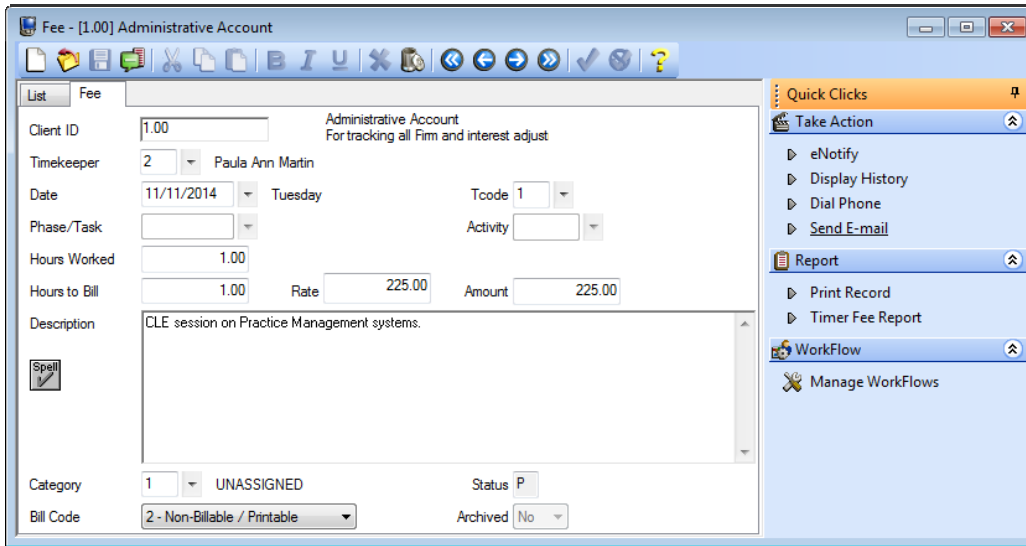 Fee - [1.00] Administrative Account
B I U ?
List Fee
Client ID 1.00 Administrative Account
For tracking all Firm and interest adjust
Timekeeper 2 Paula Ann Martin
Date 11/11/2014 Tuesday Tcode 1
Phase/Task Activity
Hours Worked 1.00
Hours to Bill 1.00 Rate 225.00 Amount 225.00
Description CLE session on Practice Management systems.
Spell
Category 1 UNASSIGNED Status P
Bill Code 2 - Non-Billable / Printable Archived No
Quick Clicks
Take Action
eNotify
Display History
Dial Phone
Send E-mail
Report
Print Record
Timer Fee Report
WorkFlow
Manage WorkFlows